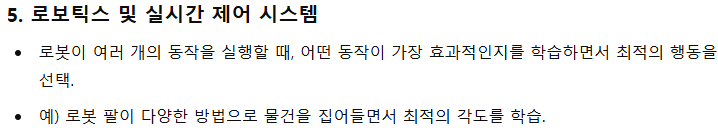 5. 로보틱스 및 실시간 제어 시스템
• 로봇이 여러 개의 동작을 실행할 때, 어떤 동작이 가장 효과적인지를 학습하면서 최적의 행동을
선택.
• 예) 로봇 팔이 다양한 방법으로 물건을 집어들면서 최적의 각도를 학습.